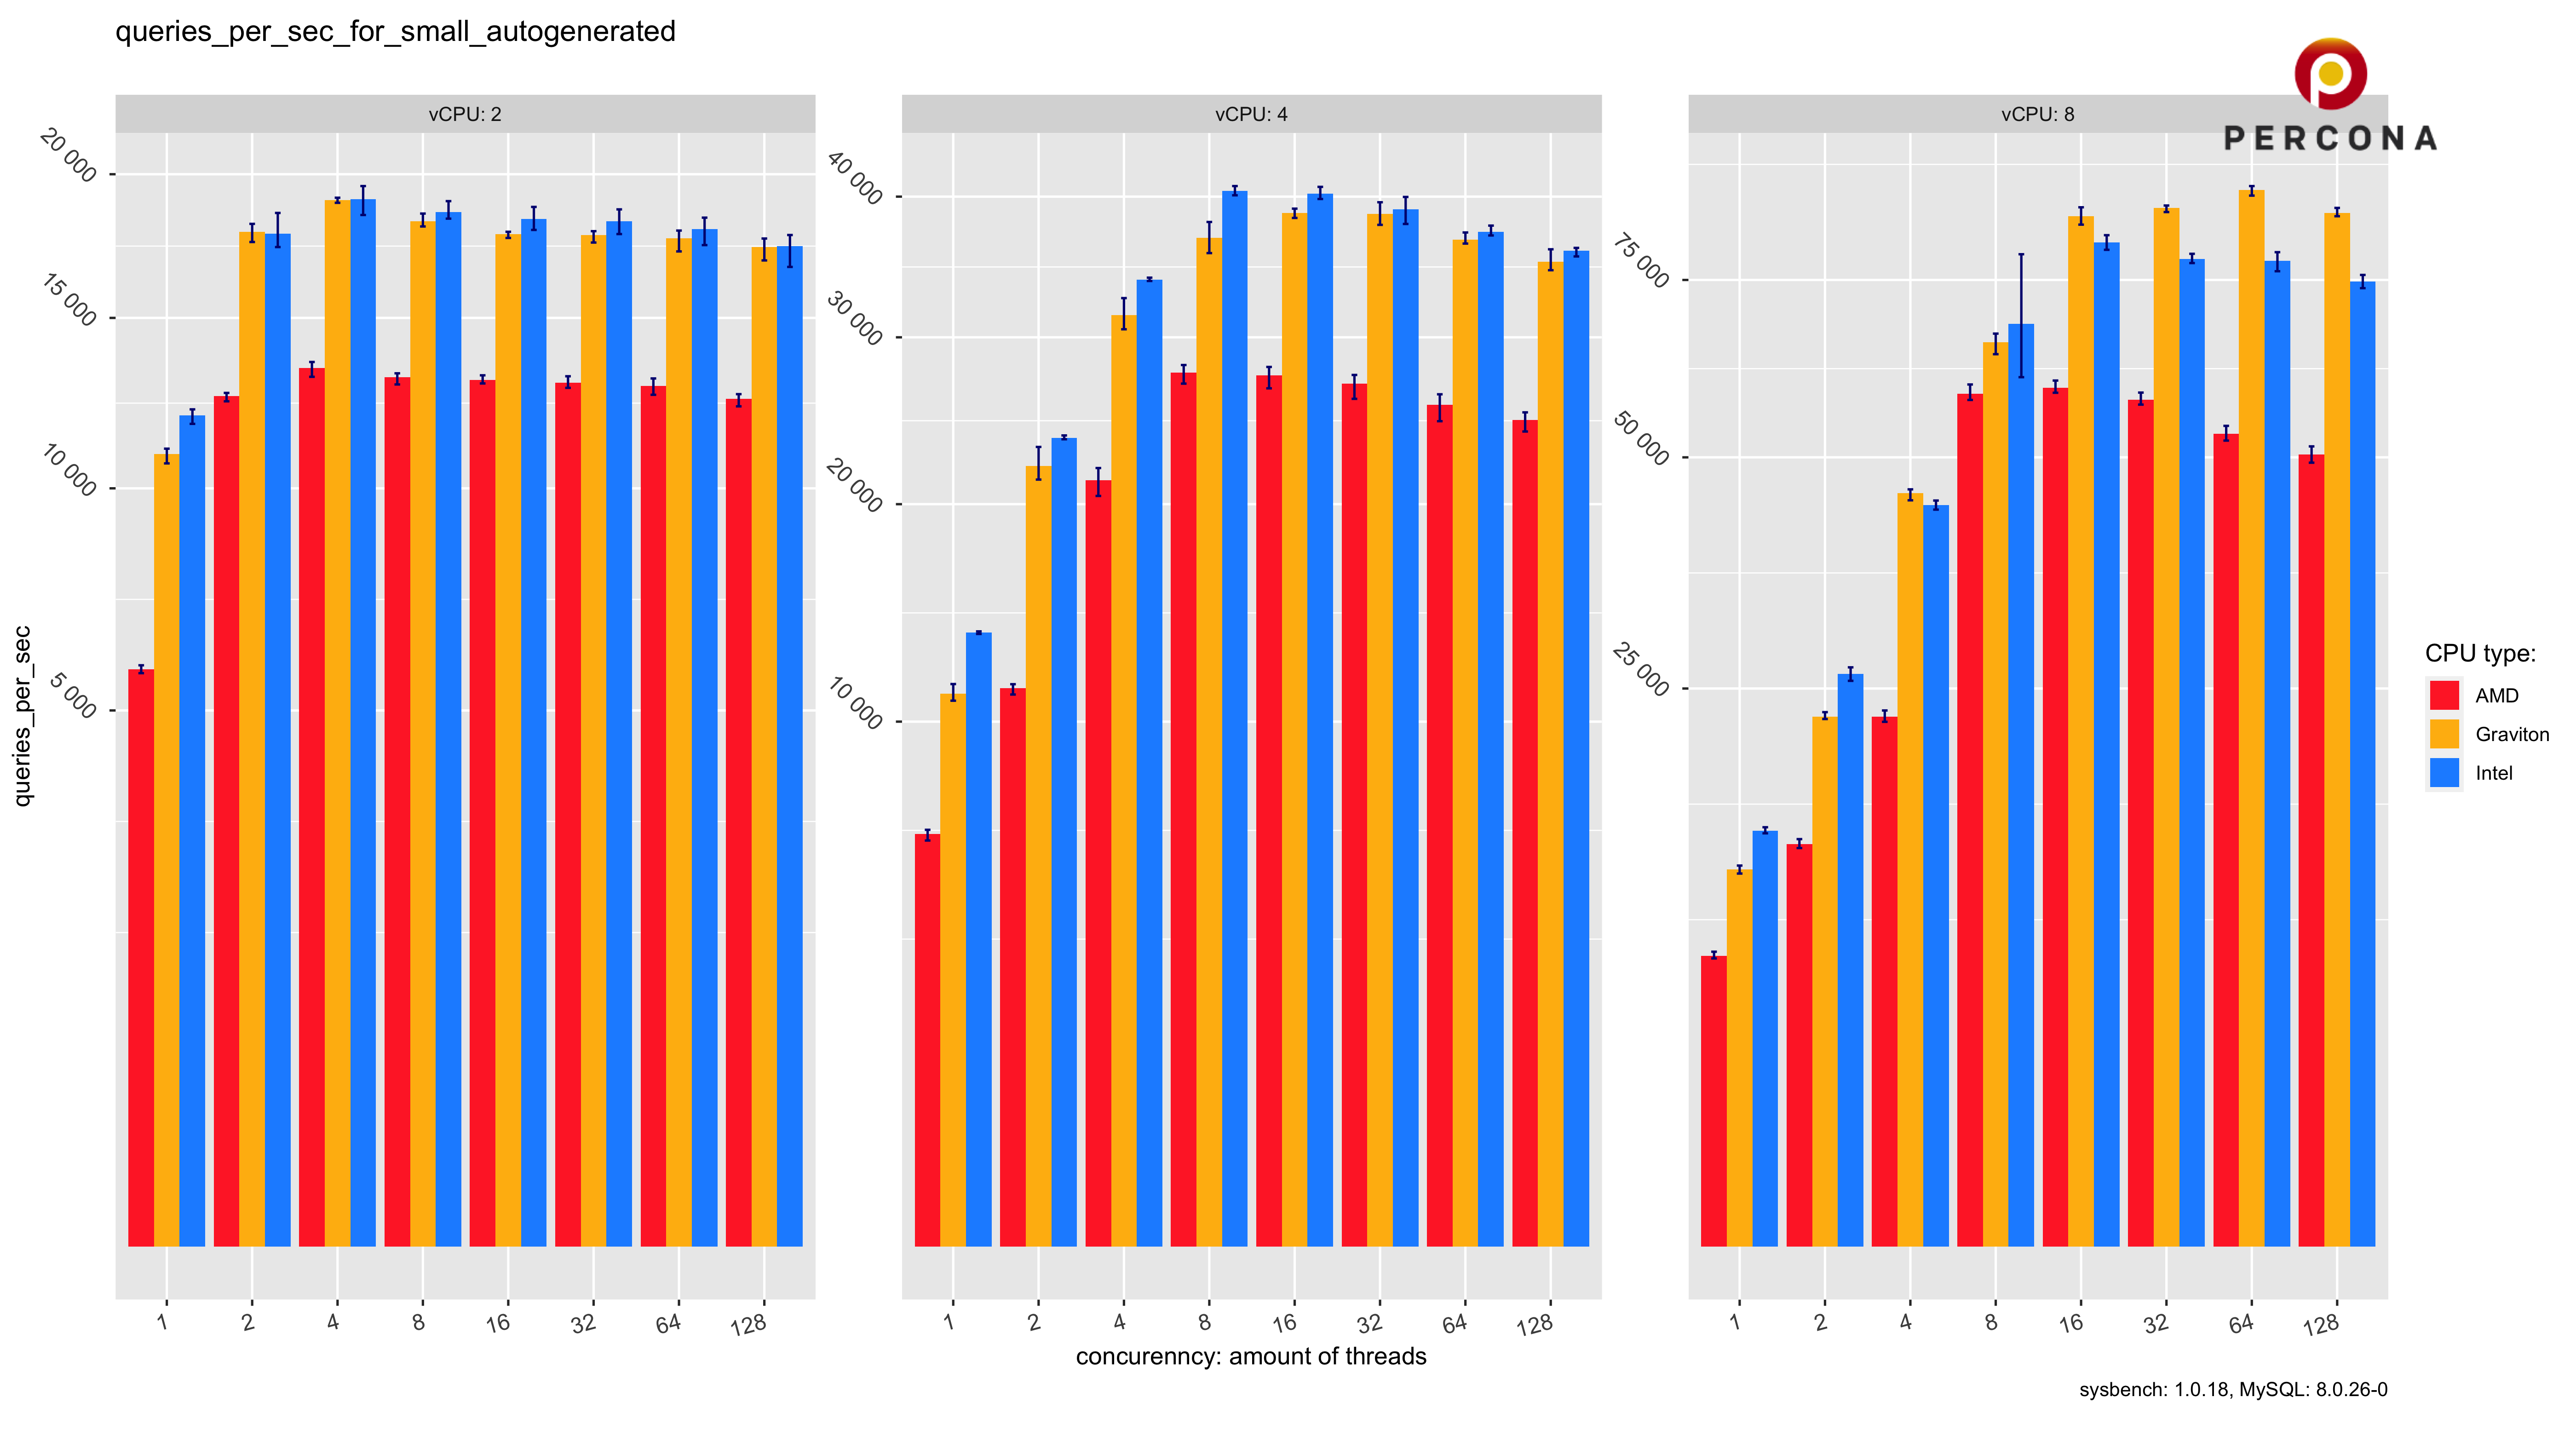 queries_per_sec_for_small_autogenerated
PERCONA
vCPU: 2
vCPU: 4
vCPU: 8
queries_per_sec
20 000
15 000
10 000
5 000
40 000
30 000
20 000
10 000
75 000
50 000
25 000
1 2 4 8 16 32 64 128
1 2 4 8 16 32 64 128
1 2 4 8 16 32 64 128
concurenncy: amount of threads
CPU type:
AMD
Graviton
Intel
sysbench: 1.0.18, MySQL: 8.0.26-0